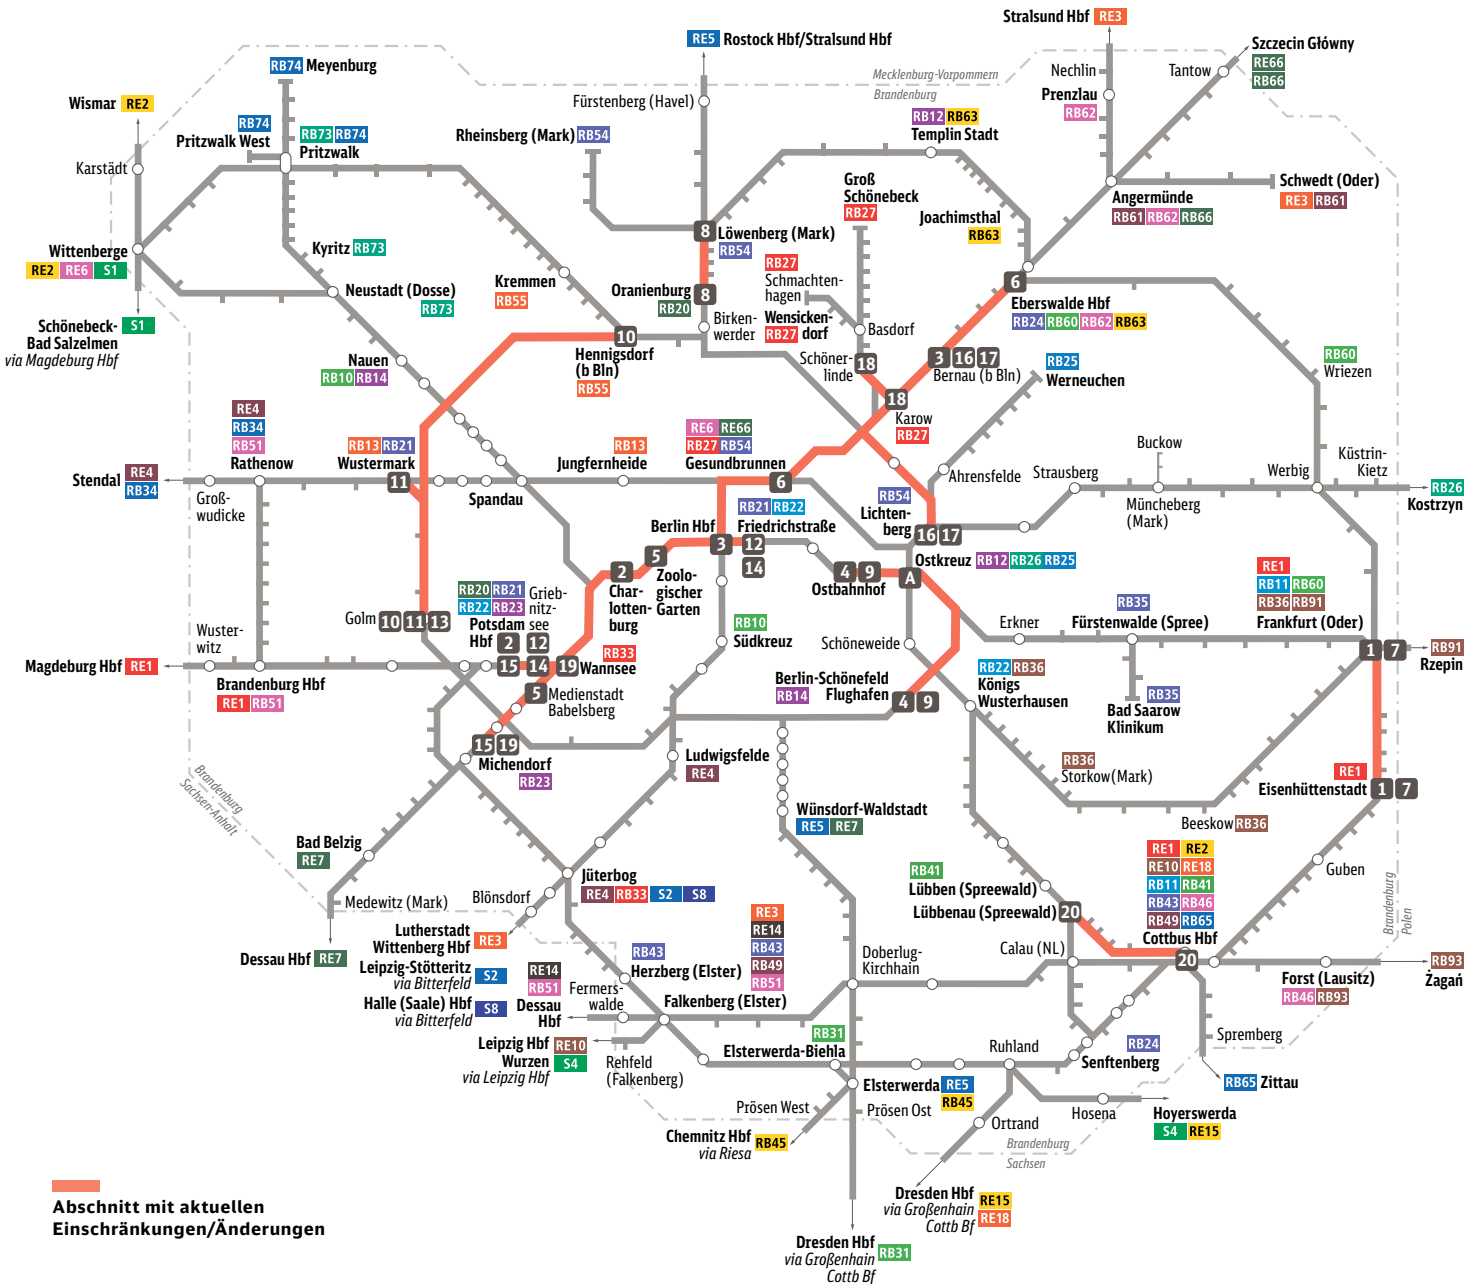 Stralsund Hbf RE3
RE5 Rostock Hbf/Stralsund Hbf
Szczecin Główny
RE66
RB66
Mecklenburg-Vorpommern
Brandenburg
Nechlin
Tantow
Prenzlau
RB62
RB74 Meyenburg
Wismar RE2
Fürstenberg (Havel)
RB74
Pritzwalk West
RB73 RB74
Pritzwalk
Rheinsberg (Mark) RB54
RB12 RB63
Templin Stadt
Karstädt
Groß
Schönebeck
RB27
Schwedt (Oder)
RE3 RB61
Angermünde
RB61 RB62 RB66
Joachimsthal
RB63
Wittenberge
RE2 RE6 S1
Kyritz RB73
8
Löwenberg (Mark)
RB54
RB27
Schmachten-
hagen
Kremmen
RB55
Oranienburg
RB20
8
Neustadt (Dosse)
RB73
6
Eberswalde Hbf
RB24 RB60 RB62 RB63
Schönebeck-
Bad Salzelmen
via Magdeburg Hbf
S1
Birken-
werder
Wensicken-
dorf
RB27
Basdorf
10
Hennigsdorf
(b Bln)
RB55
Nauen
RB10 RB14
Schöner-
linde
18
3 16 17
Bernau (b Bln)
RB25
Werneuchen
RB60
Wriezen
18
Karow
RB27
RE4
RB34
RB51
Rathenow
RB13 RB21
Wustermark
11
RB13
Jungfernheide
RE6 RE66
RB27 RB54
Gesundbrunnen
6
Stendal
RE4
RB34
Groß-
wudicke
Spandau
Ahrensfelde
Strausberg
Buckow
Müncheberg
(Mark)
Werbig
Küstrin-
Kietz
RB26
Kostrzyn
RB54
Lichten-
berg
16 17
RB21 RB22
Friedrichstraße
12
14
Berlin Hbf
3
5
Zoolo-
gischer
Garten
2
Char-
lotten-
burg
Ostkreuz RB12 RB26 RB25
A
4 9
Ostbahnhof
RB20 RB21
RB22 RB23
Potsdam
Hbf
Grieb-
nitz-
see
2 12
15 14 19
RB33
Wannsee
Golm 10 11 13
RB10
Südkreuz
Schöneweide
Erkner
RB35
Fürstenwalde (Spree)
RE1
RB11 RB60
RB36 RB91
Frankfurt (Oder)
1 7
RB91
Rzepin
Wuster-
witz
Magdeburg Hbf RE1
Brandenburg Hbf
RE1 RB51
5
Medienstadt
Babelsberg
Berlin-Schönefeld
Flughafen
RB14
4 9
RB22 RB36
Königs
Wusterhausen
RB35
Bad Saarow
Klinikum
15 19
Michendorf
RB23
Ludwigsfelde
RE4
RB36
Storkow(Mark)
RE1
Eisenhüttenstadt
1 7
Brandenburg
Sachsen-Anhalt
Wünsdorf-Waldstadt
RE5 RE7
Beeskow RB36
Bad Belzig
RE7
RE1 RE2
RE10 RE18
RB11 RB41
RB43 RB46
RB49 RB65
Cottbus Hbf
20
Guben
RB41
Lübben (Spreewald)
Lübbenau (Spreewald) 20
Jüterbog
RE4 RB33 S2 S8
Blönsdorf
Medewitz (Mark)
Brandenburg
Polen
Lutherstadt
Wittenberg Hbf
RE3
RE3
RE14
RB43
RB49
RB51
Falkenberg (Elster)
Dessau Hbf RE7
Leipzig-Stötteritz
via Bitterfeld
S2
RB43
Herzberg (Elster)
Doberlug-
Kirchhain
Calau (NL)
Forst (Lausitz)
RB46 RB93
RB93
Żagań
Halle (Saale) Hbf
via Bitterfeld
S8
RE14
RB51
Dessau
Hbf
Fermers-
walde
RB31
Elsterwerda-Biehla
Ruhland
RB24
Senftenberg
Spremberg
Leipzig Hbf RE10
Wurzen S4
via Leipzig Hbf
Rehfeld
(Falkenberg)
RB65 Zittau
Elsterwerda RE5
RB45
Prösen West
Prösen Ost
Hosena
Hoyerswerda
S4 RE15
Ortrand
Chemnitz Hbf
via Riesa
RB45
Brandenburg
Sachsen
Dresden Hbf
via Großenhain
Cottb Bf
RE15
RE18
Abschnitt mit aktuellen
Einschränkungen/Änderungen
Dresden Hbf
via Großenhain
Cottb Bf
RB31